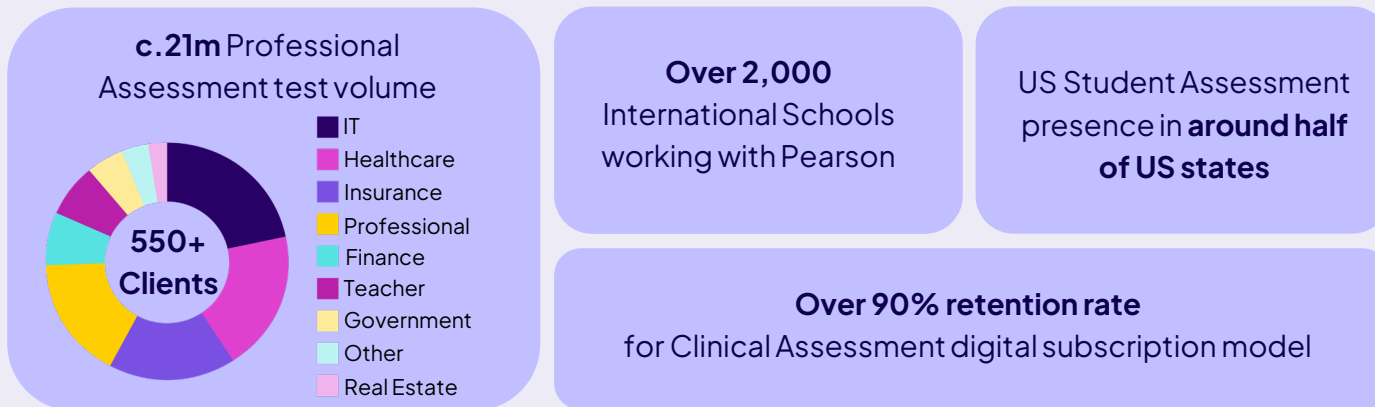 c.21m Professional
Assessment test volume
IT
Healthcare
Insurance
Professional
Finance
Teacher
Government
Other
Real Estate
550+
Clients
Over 2,000
International Schools
working with Pearson
US Student Assessment
presence in around half
of US states
Over 90% retention rate
for Clinical Assessment digital subscription model